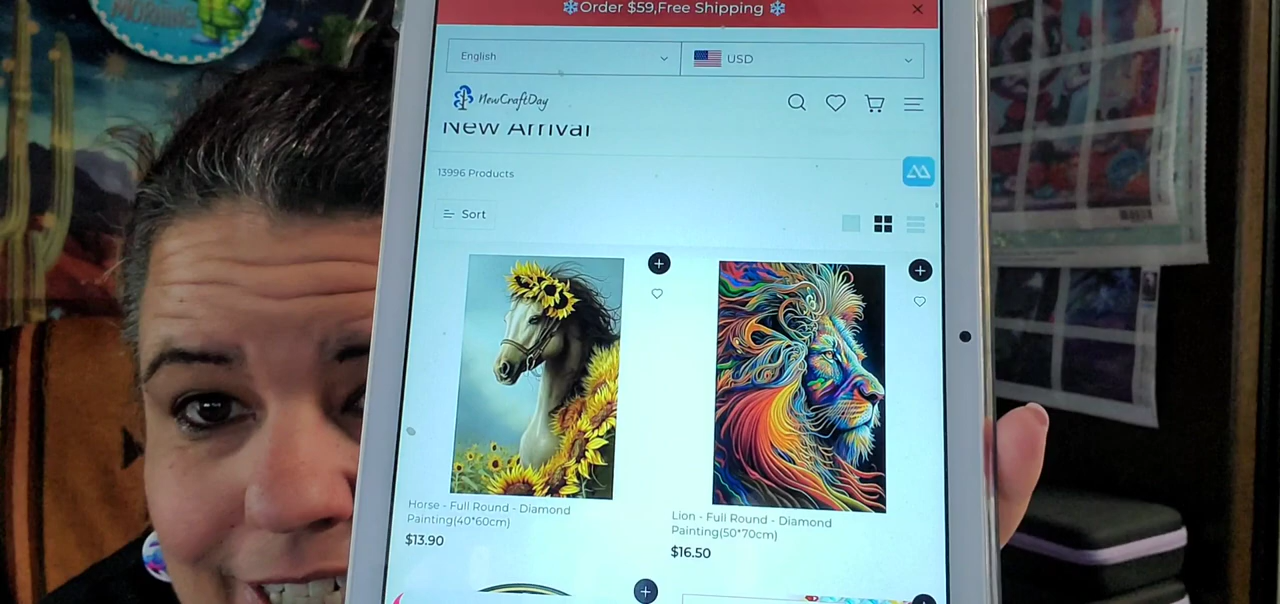 MORNING
❄Order $59,Free Shipping ❄
English
USD
NewCraftDay
New Arrival
13996 Products
Sort
Horse - Full Round - Diamond
Painting(40*60cm)
$13.90
Lion - Full Round - Diamond
Painting(50*70cm)
$16.50